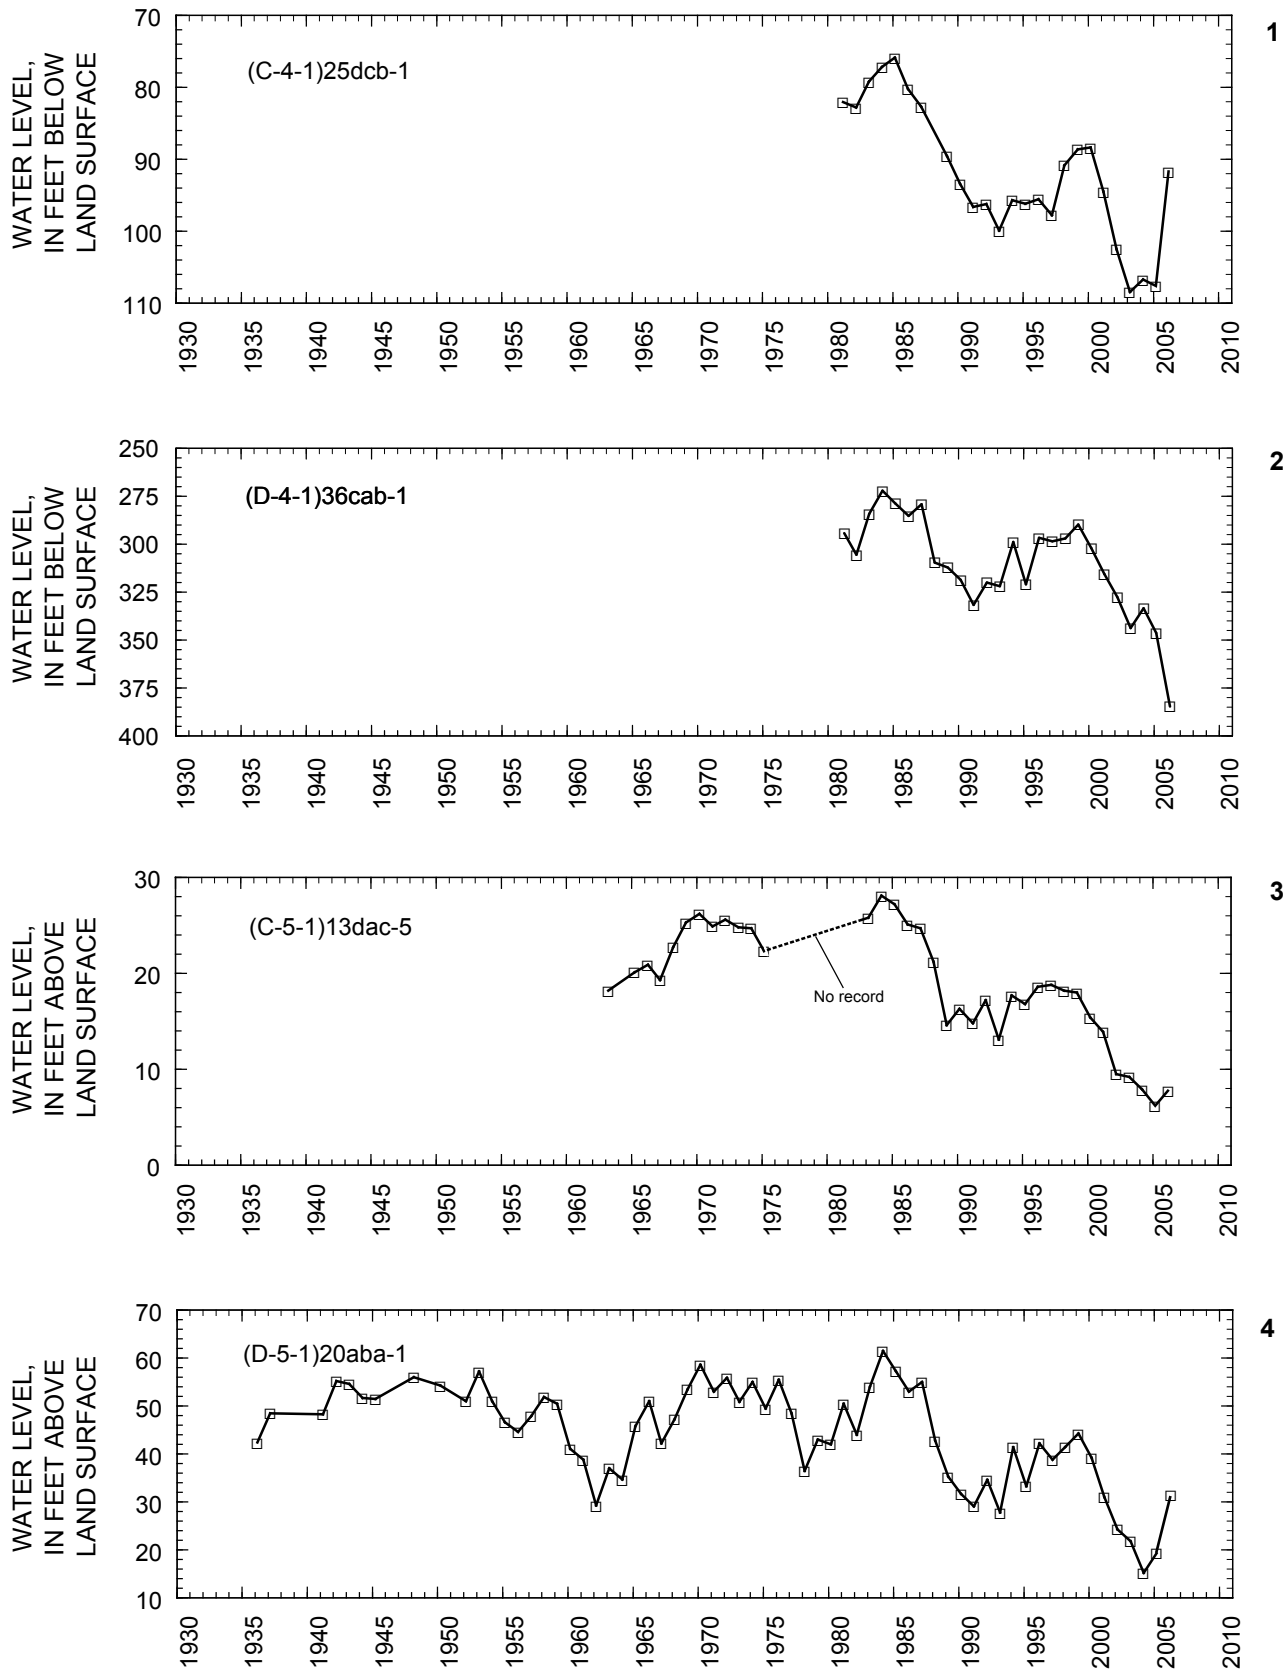 1
(C-4-1)25dcb-1
WATER LEVEL,
IN FEET BELOW
LAND SURFACE
70
80
90
100
110
1930 1935 1940 1945 1950 1955 1960 1965 1970 1975 1980 1985 1990 1995 2000 2005 2010
2
(D-4-1)36cab-1
WATER LEVEL,
IN FEET BELOW
LAND SURFACE
250
275
300
325
350
375
400
1930 1935 1940 1945 1950 1955 1960 1965 1970 1975 1980 1985 1990 1995 2000 2005 2010
3
(C-5-1)13dac-5
WATER LEVEL,
IN FEET ABOVE
LAND SURFACE
30
20
10
0
No record
1930 1935 1940 1945 1950 1955 1960 1965 1970 1975 1980 1985 1990 1995 2000 2005 2010
4
(D-5-1)20aba-1
WATER LEVEL,
IN FEET ABOVE
LAND SURFACE
70
60
50
40
30
20
10
1930 1935 1940 1945 1950 1955 1960 1965 1970 1975 1980 1985 1990 1995 2000 2005 2010